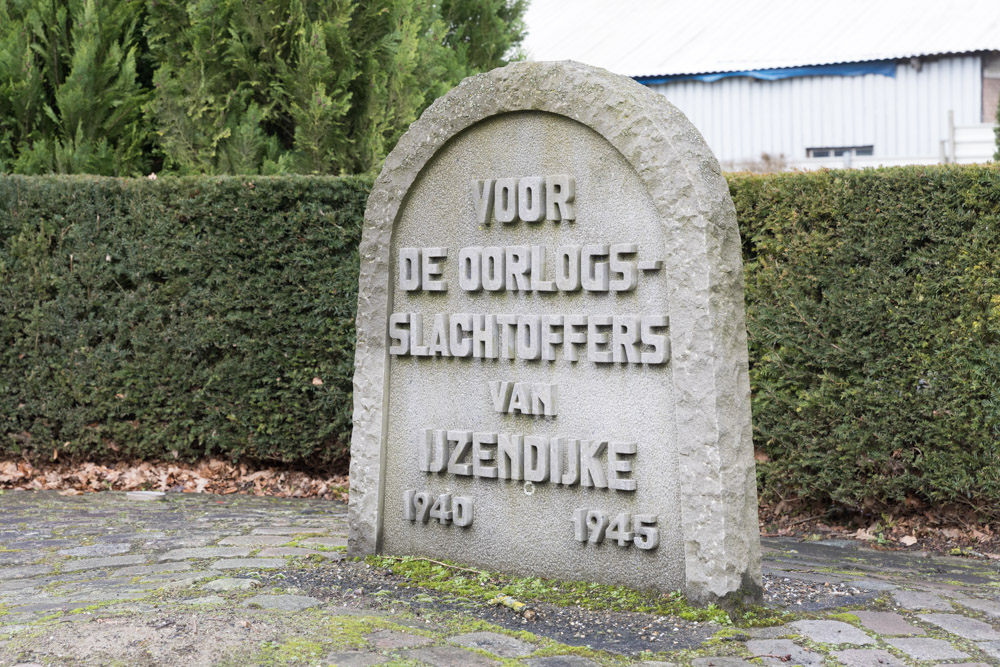 VOOR
DE OORLOGS-
SLACHTOFFERS
VAN
IJZENDIJKE
1940 1945